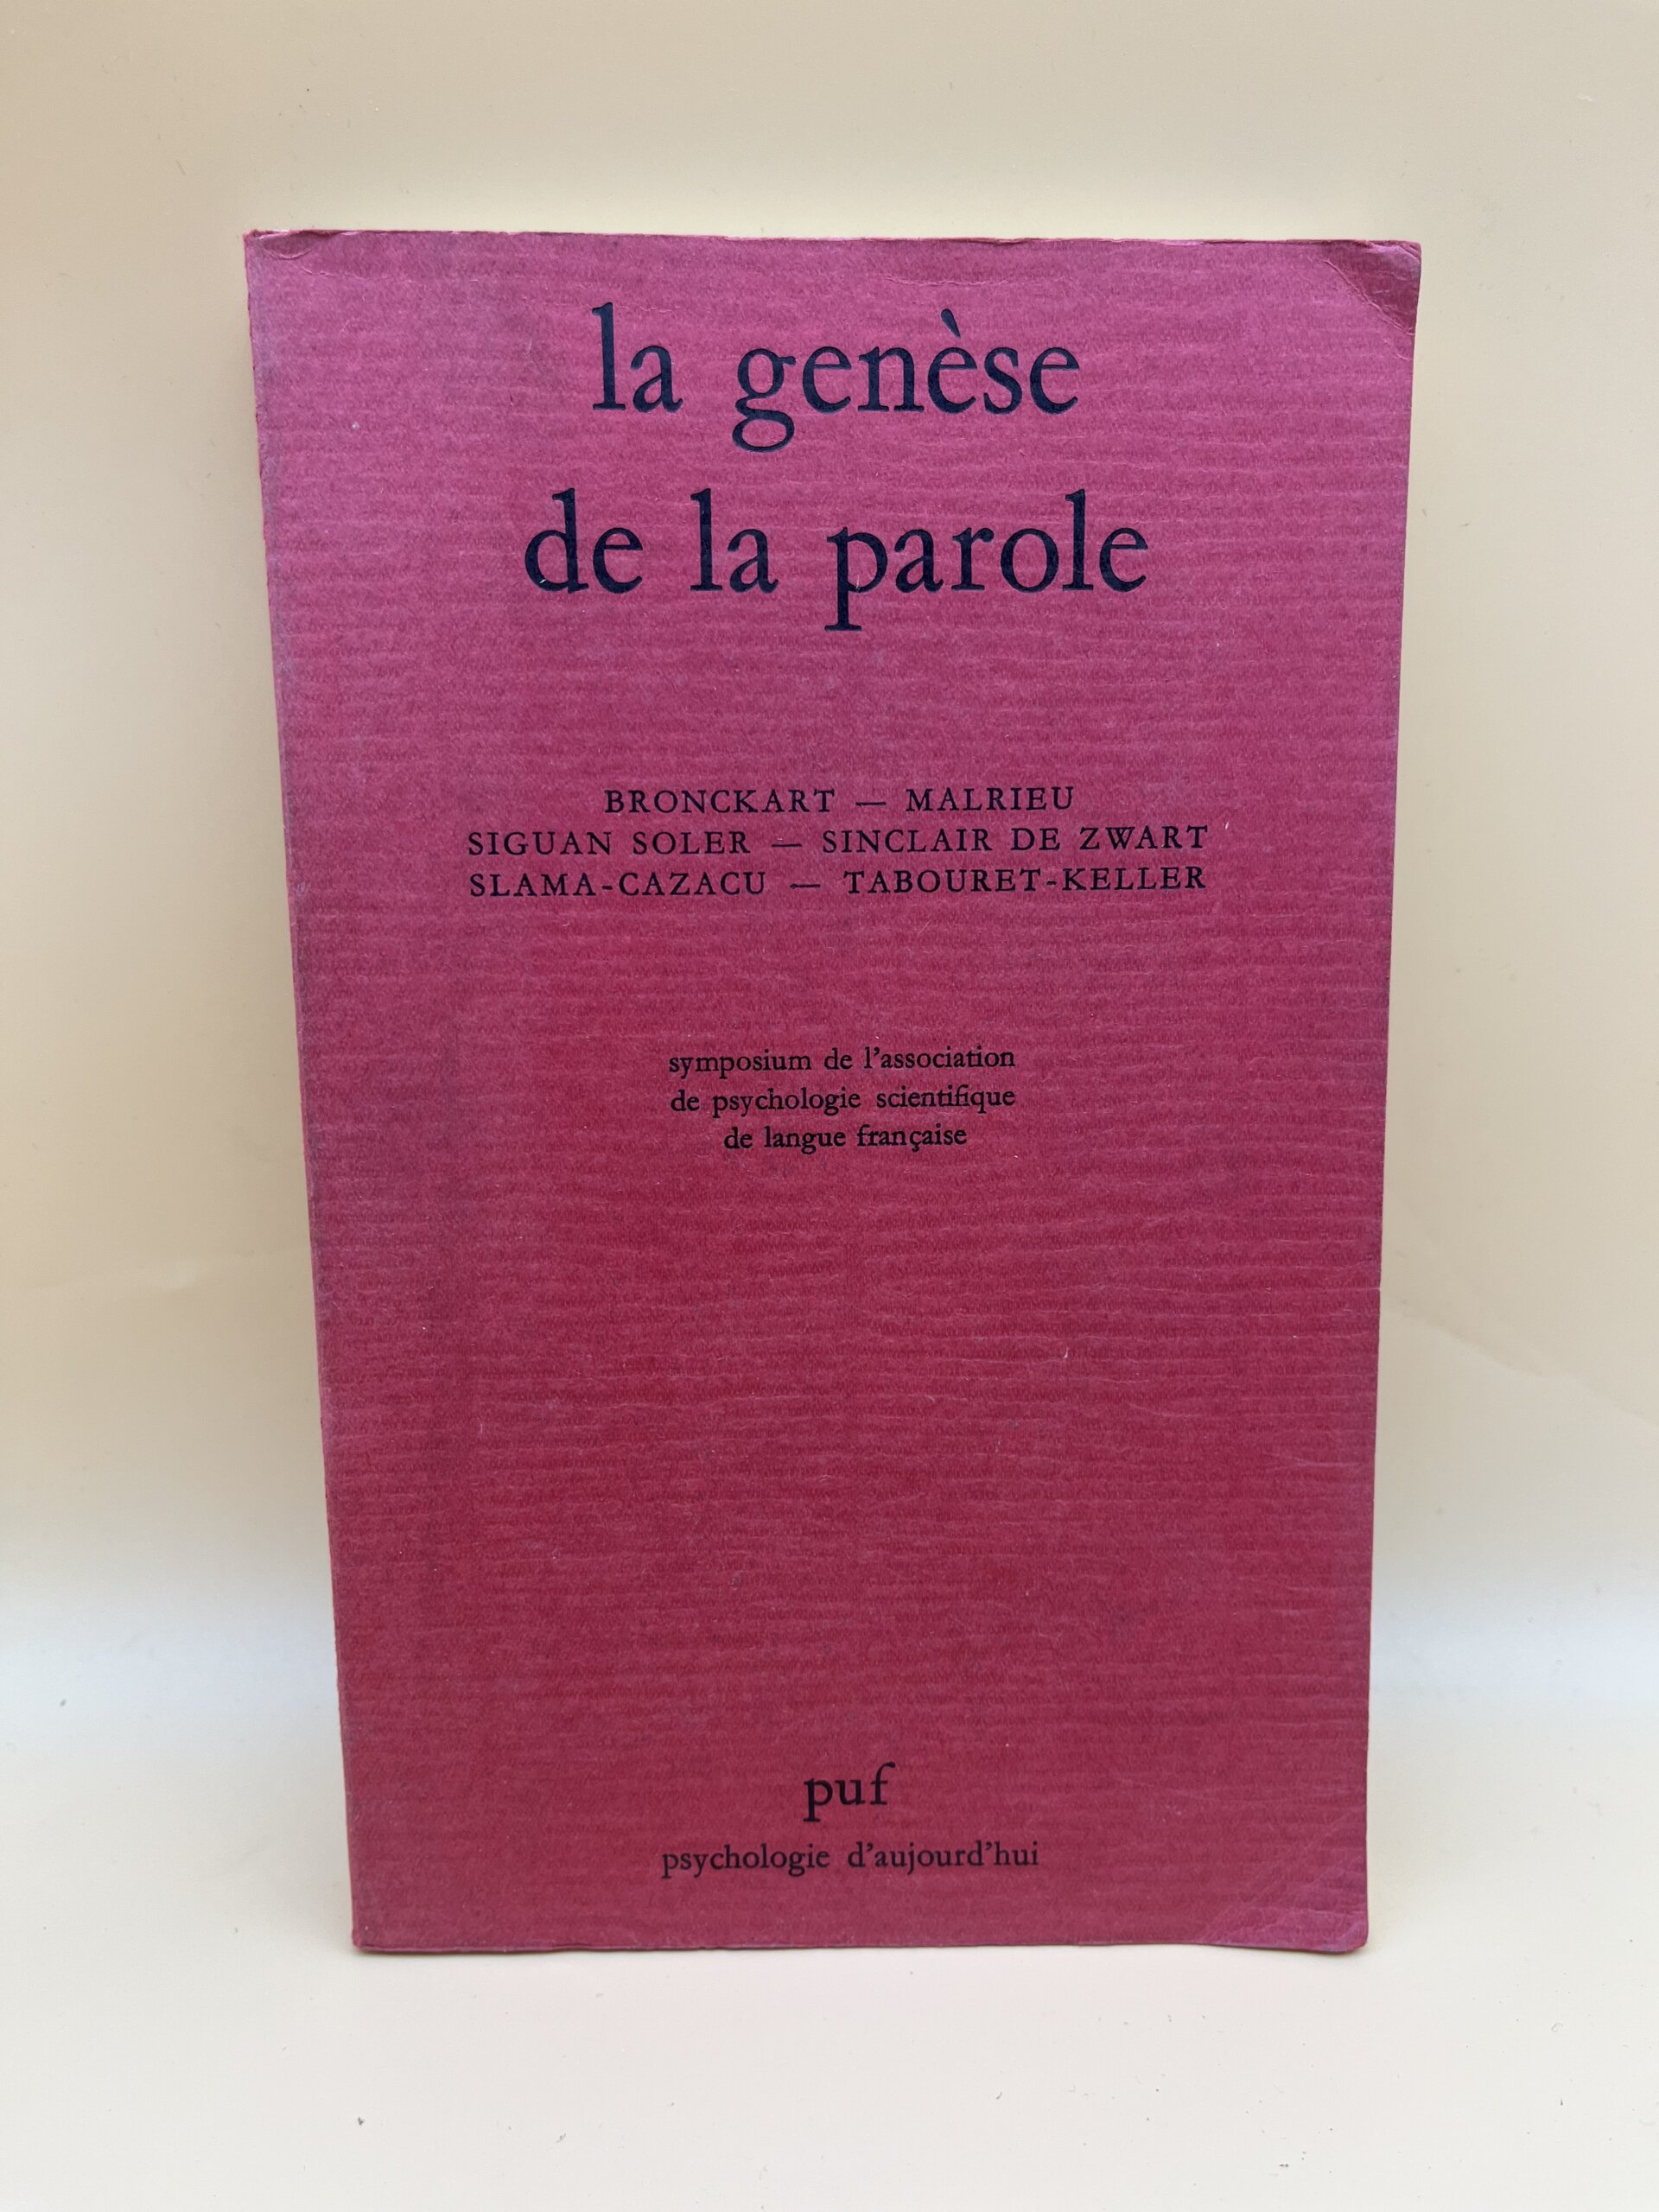 la genèse
de la parole
BRONCKART — MALRIEU
SIGUAN SOLER — SINCLAIR DE ZWART
SLAMA-CAZACU — TABOURET-KELLER
symposium de l'association
de psychologie scientifique
de langue française
puf
psychologie d'aujourd'hui